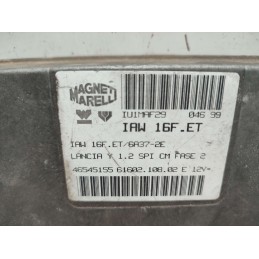 MAGNETI
MARELLI
IU1MAF29 046 99
IAW 16F.ET
IAW 16F.ET/6A37-2E
LANCIA Y 1.2 SPI CM FASE 2
46545155 61602.108.02 E 12V=